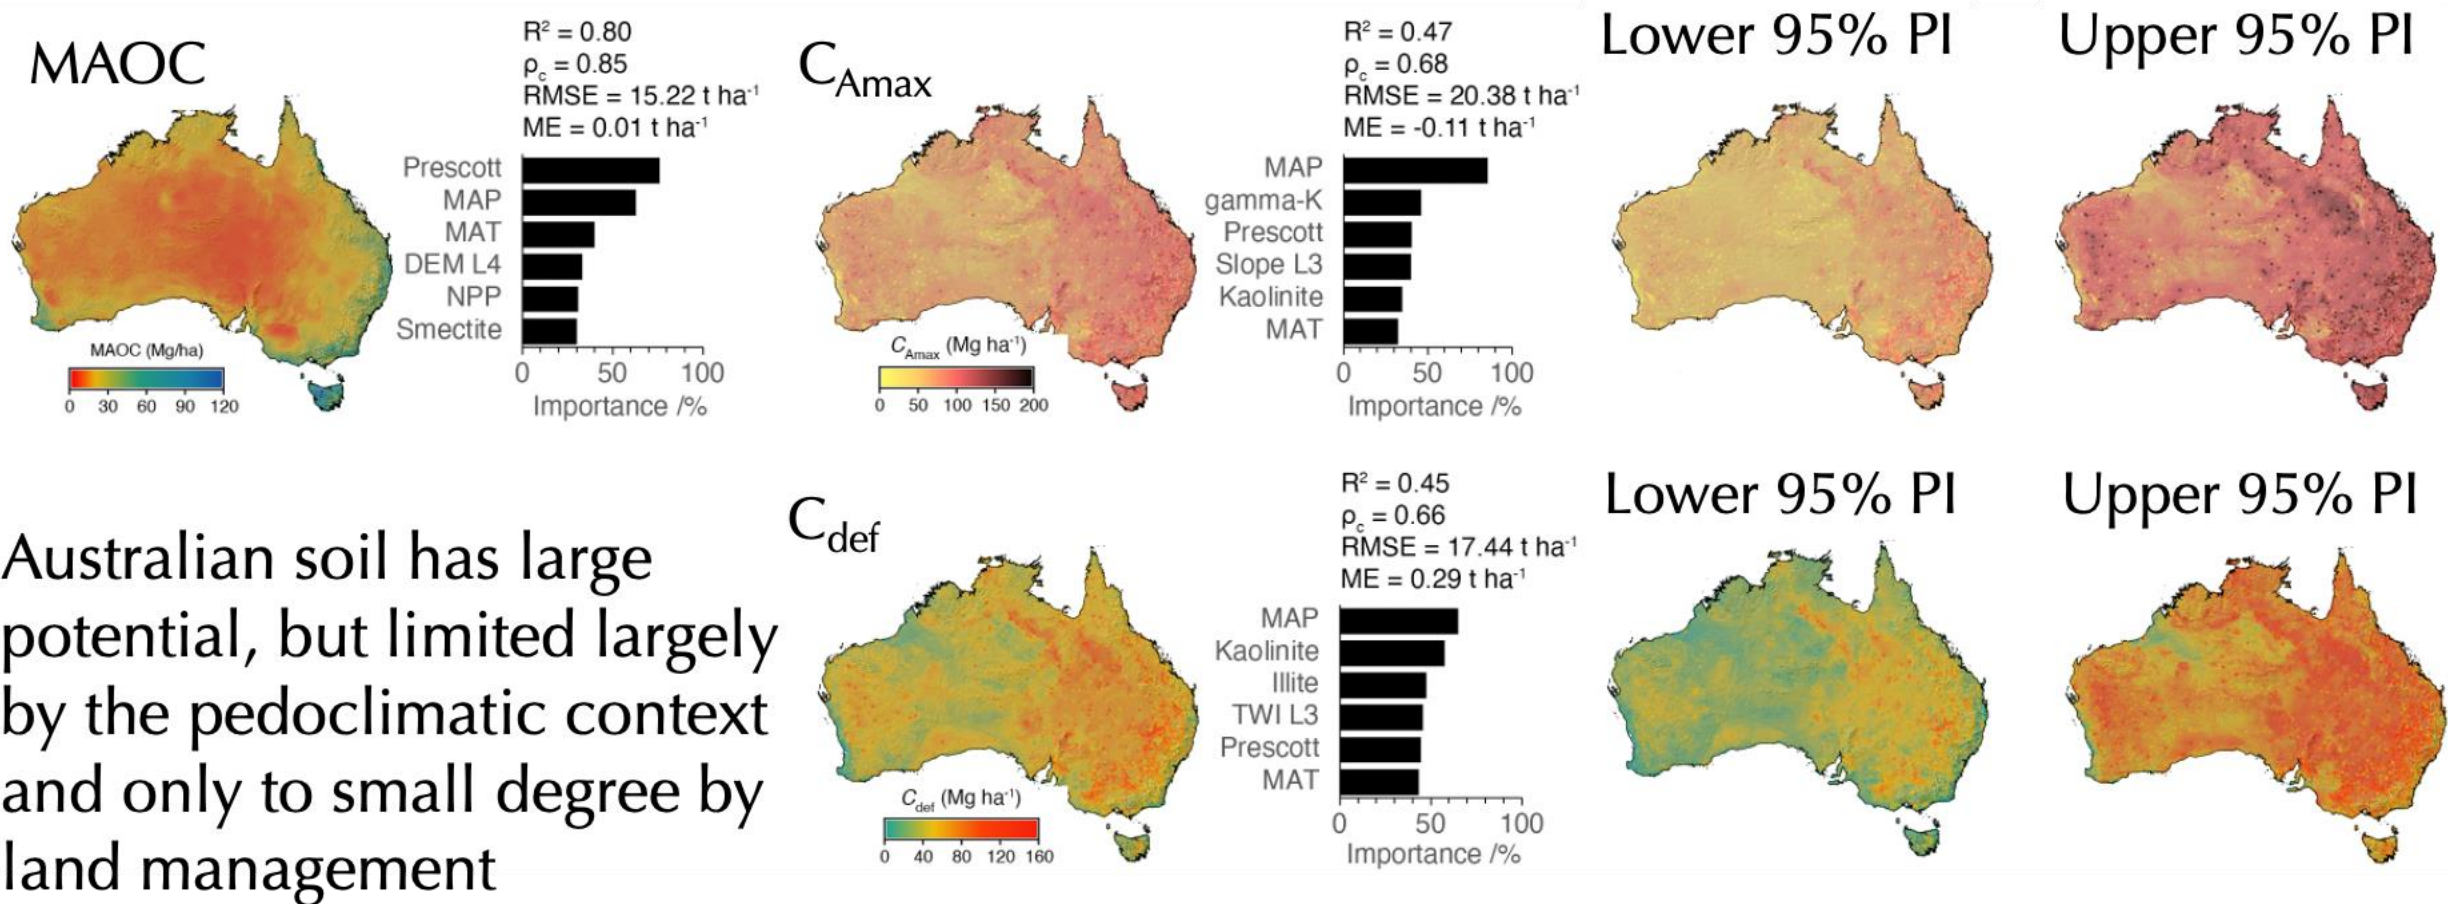 MAOC
R² = 0.80
ρc = 0.85
RMSE = 15.22 t ha⁻¹
ME = 0.01 t ha⁻¹
Prescott
MAP
MAT
DEM L4
NPP
Smectite
0 50 100
Importance /%
MAOC (Mg/ha)
0 30 60 90 120
CAmax
R² = 0.47
ρc = 0.68
RMSE = 20.38 t ha⁻¹
ME = -0.11 t ha⁻¹
MAP
gamma-K
Prescott
Slope L3
Kaolinite
MAT
0 50 100
Importance /%
CAmax (Mg ha⁻¹)
0 50 100 150 200
Lower 95% PI
Upper 95% PI
Australian soil has large
potential, but limited largely
by the pedoclimatic context
and only to small degree by
land management
Cdef
R² = 0.45
ρc = 0.66
RMSE = 17.44 t ha⁻¹
ME = 0.29 t ha⁻¹
MAP
Kaolinite
Illite
TWI L3
Prescott
MAT
0 50 100
Importance /%
Cdef (Mg ha⁻¹)
0 40 80 120 160
Lower 95% PI
Upper 95% PI